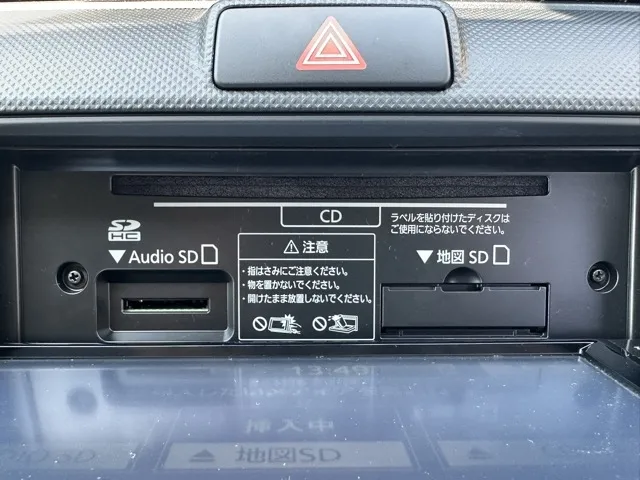 CD
ラベルを貼り付けたディスクは
ご使用にならないでください。
SD HC
▼Audio SD
⚠注意
・指はさみにご注意ください。
・物を置かないでください。
・開けたまま放置しないでください。
▼地図 SD
13:49
挿入中
地図SD